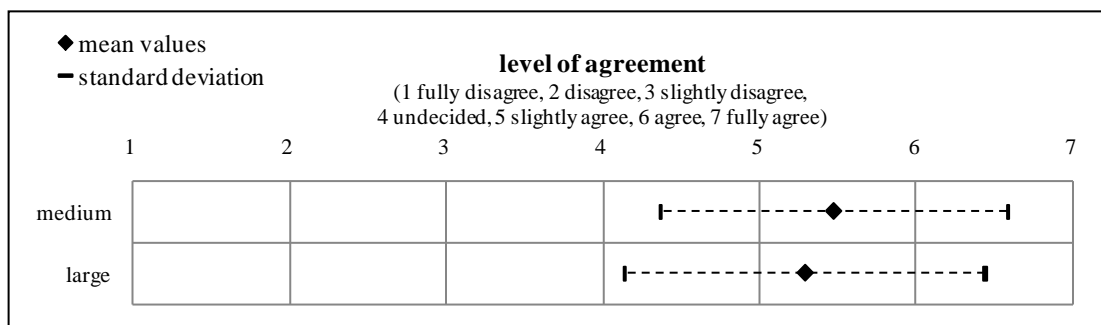 mean values
standard deviation
level of agreement
(1 fully disagree, 2 disagree, 3 slightly disagree,
4 undecided, 5 slightly agree, 6 agree, 7 fully agree)
1 2 3 4 5 6 7
medium
large